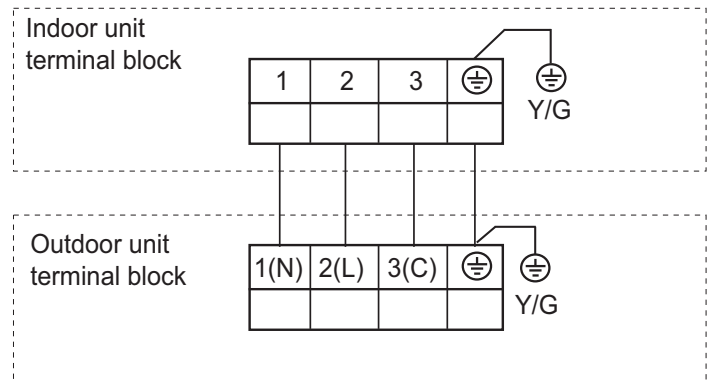 Indoor unit
terminal block
1 2 3
Y/G
Outdoor unit
terminal block
1(N) 2(L) 3(C)
Y/G